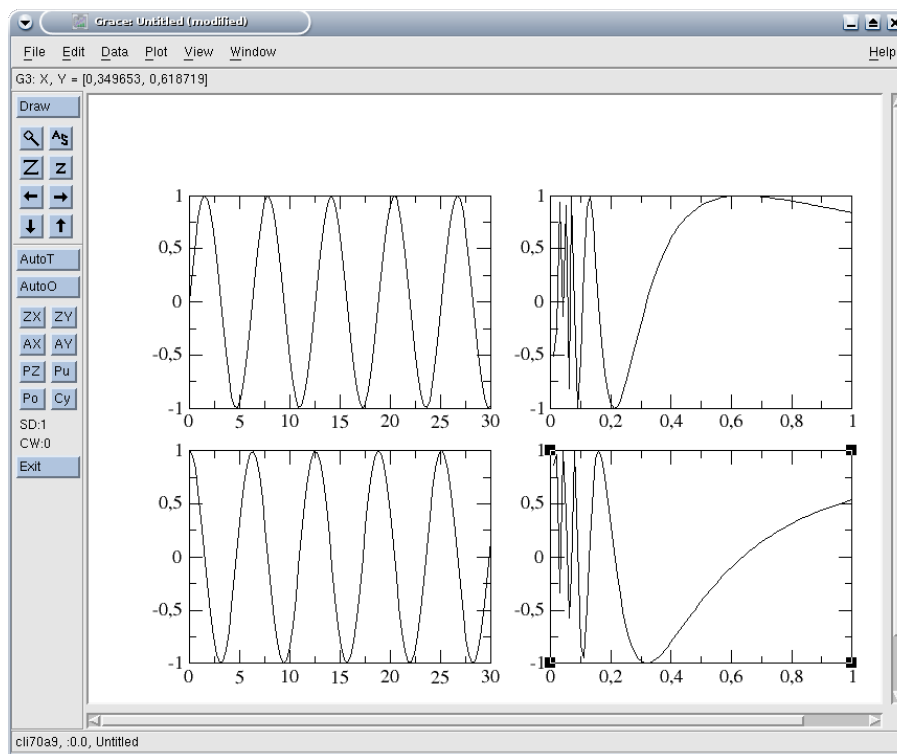 Grace: Untitled (modified)
File Edit Data Plot View Window Help
G3: X, Y = [0,349653, 0,618719]
Draw
A S
Z z
AutoT
AutoO
ZX ZY
AX AY
PZ Pu
Po Cy
SD:1
CW:0
Exit
1
0,5
0
-0,5
-1
0 5 10 15 20 25 30
1
0,5
0
-0,5
-1
0 0,2 0,4 0,6 0,8 1
1
0,5
0
-0,5
-1
0 5 10 15 20 25 30
1
0,5
0
-0,5
-1
0 0,2 0,4 0,6 0,8 1
cli70a9, :0.0, Untitled